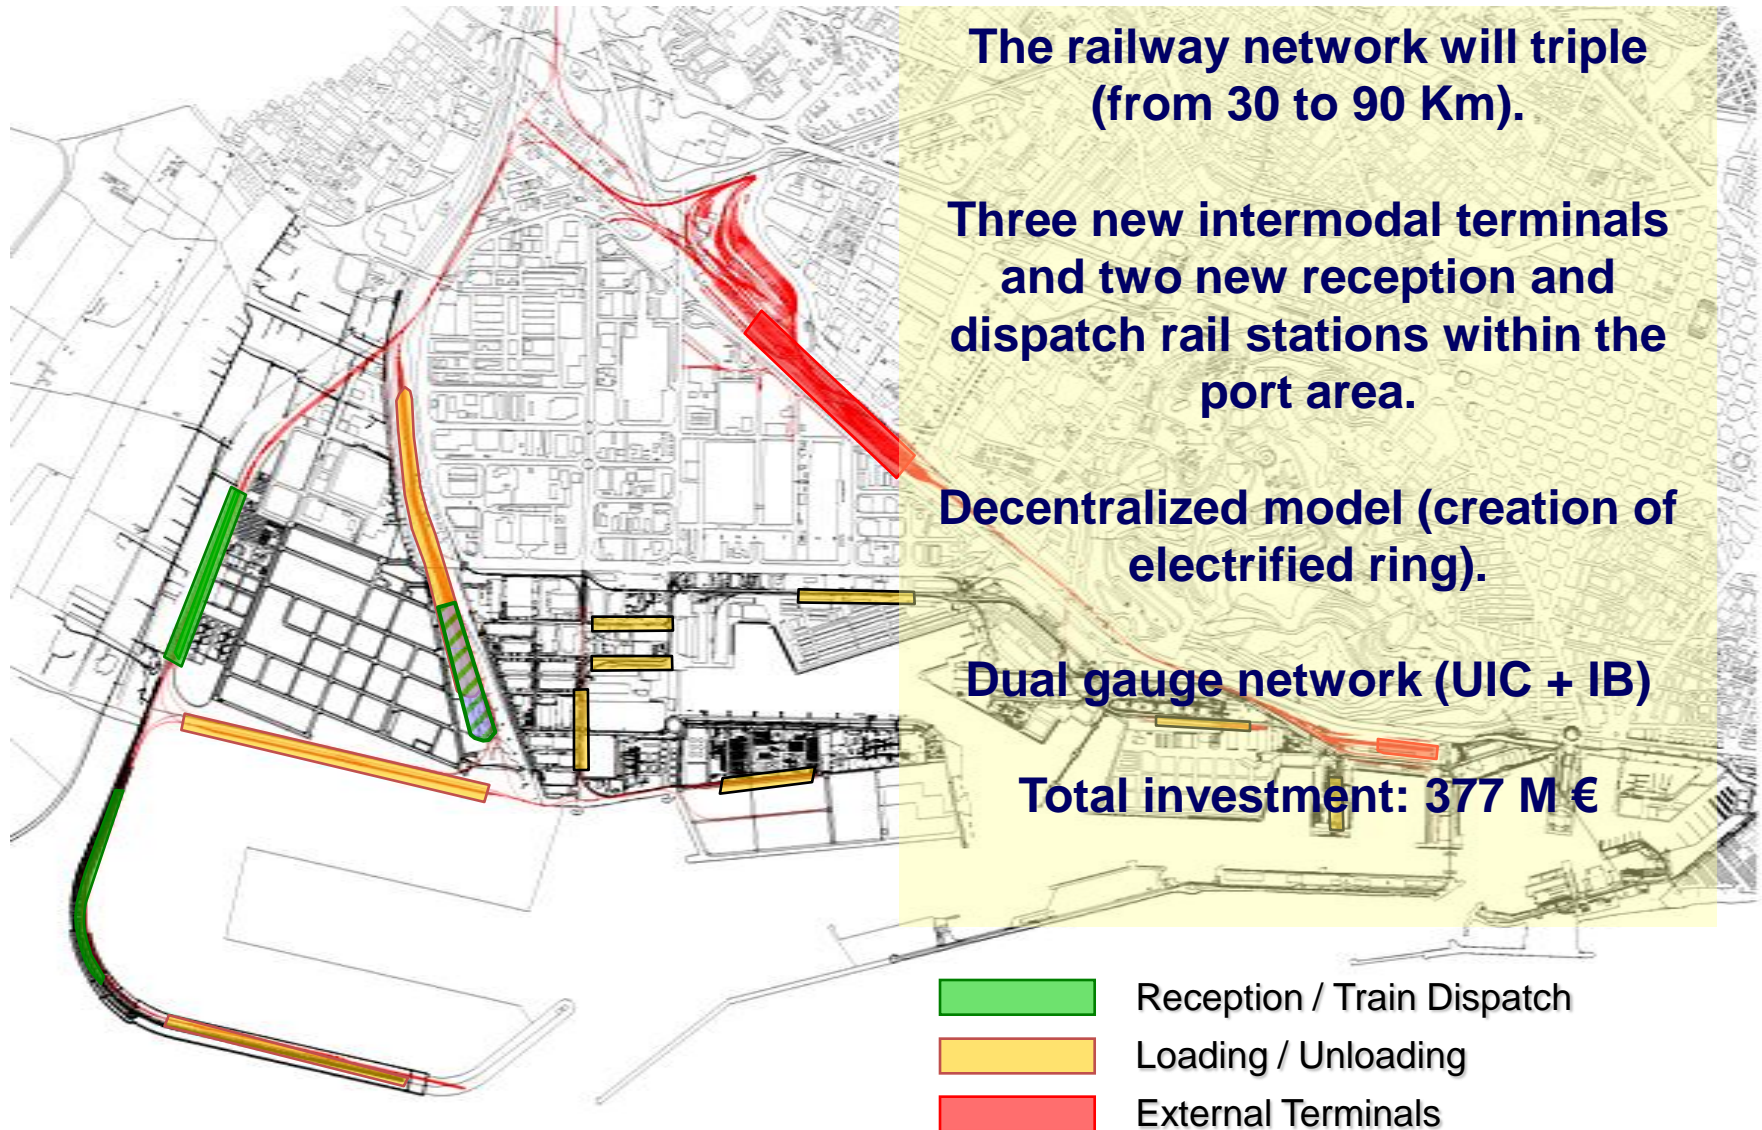 The railway network will triple
(from 30 to 90 Km).
Three new intermodal terminals
and two new reception and
dispatch rail stations within the
port area.
Decentralized model (creation of
electrified ring).
Dual gauge network (UIC + IB)
Total investment: 377 M €
Reception / Train Dispatch
Loading / Unloading
External Terminals